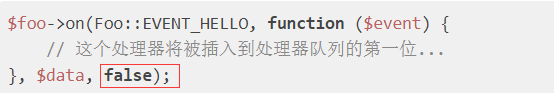 $foo->on(Foo::EVENT_HELLO, function ($event) {
    // 这个处理器将被插入到处理器队列的第一位...
}, $data, false);